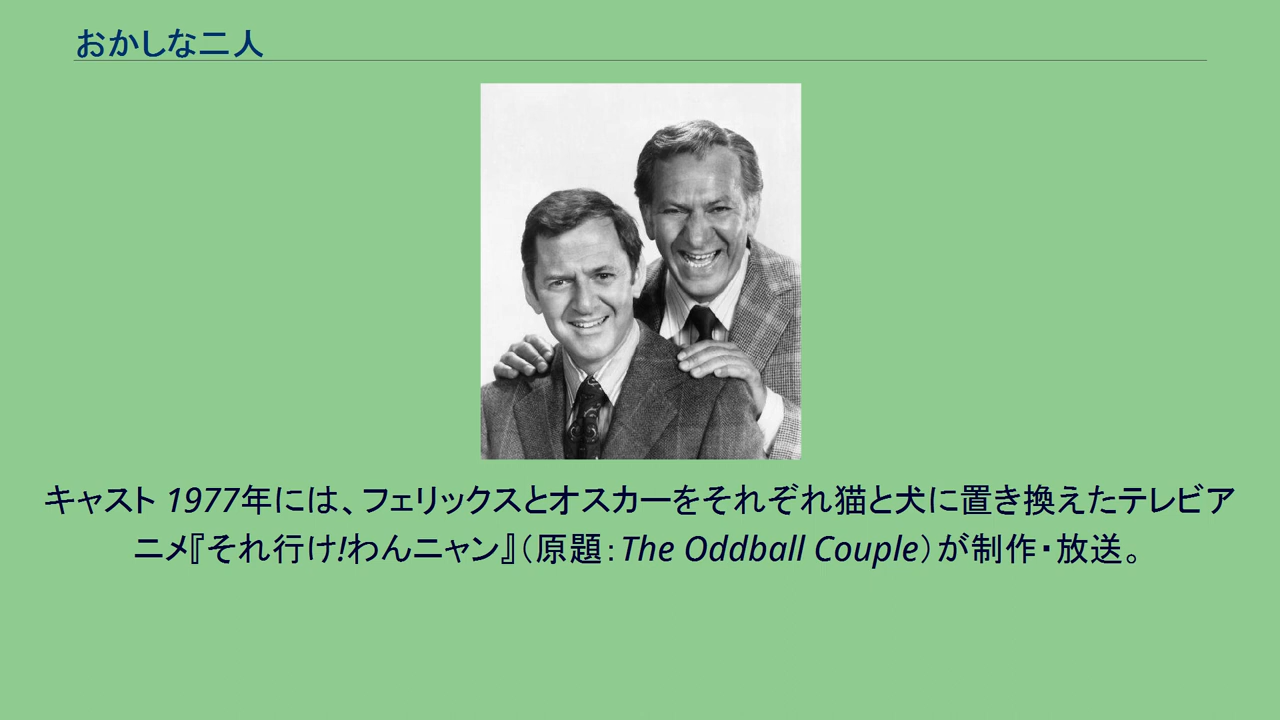 おかしな二人
キャスト 1977年には、フェリックスとオスカーをそれぞれ猫と犬に置き換えたテレビア
ニメ『それ行け!わんニャン』（原題：The Oddball Couple）が制作・放送。